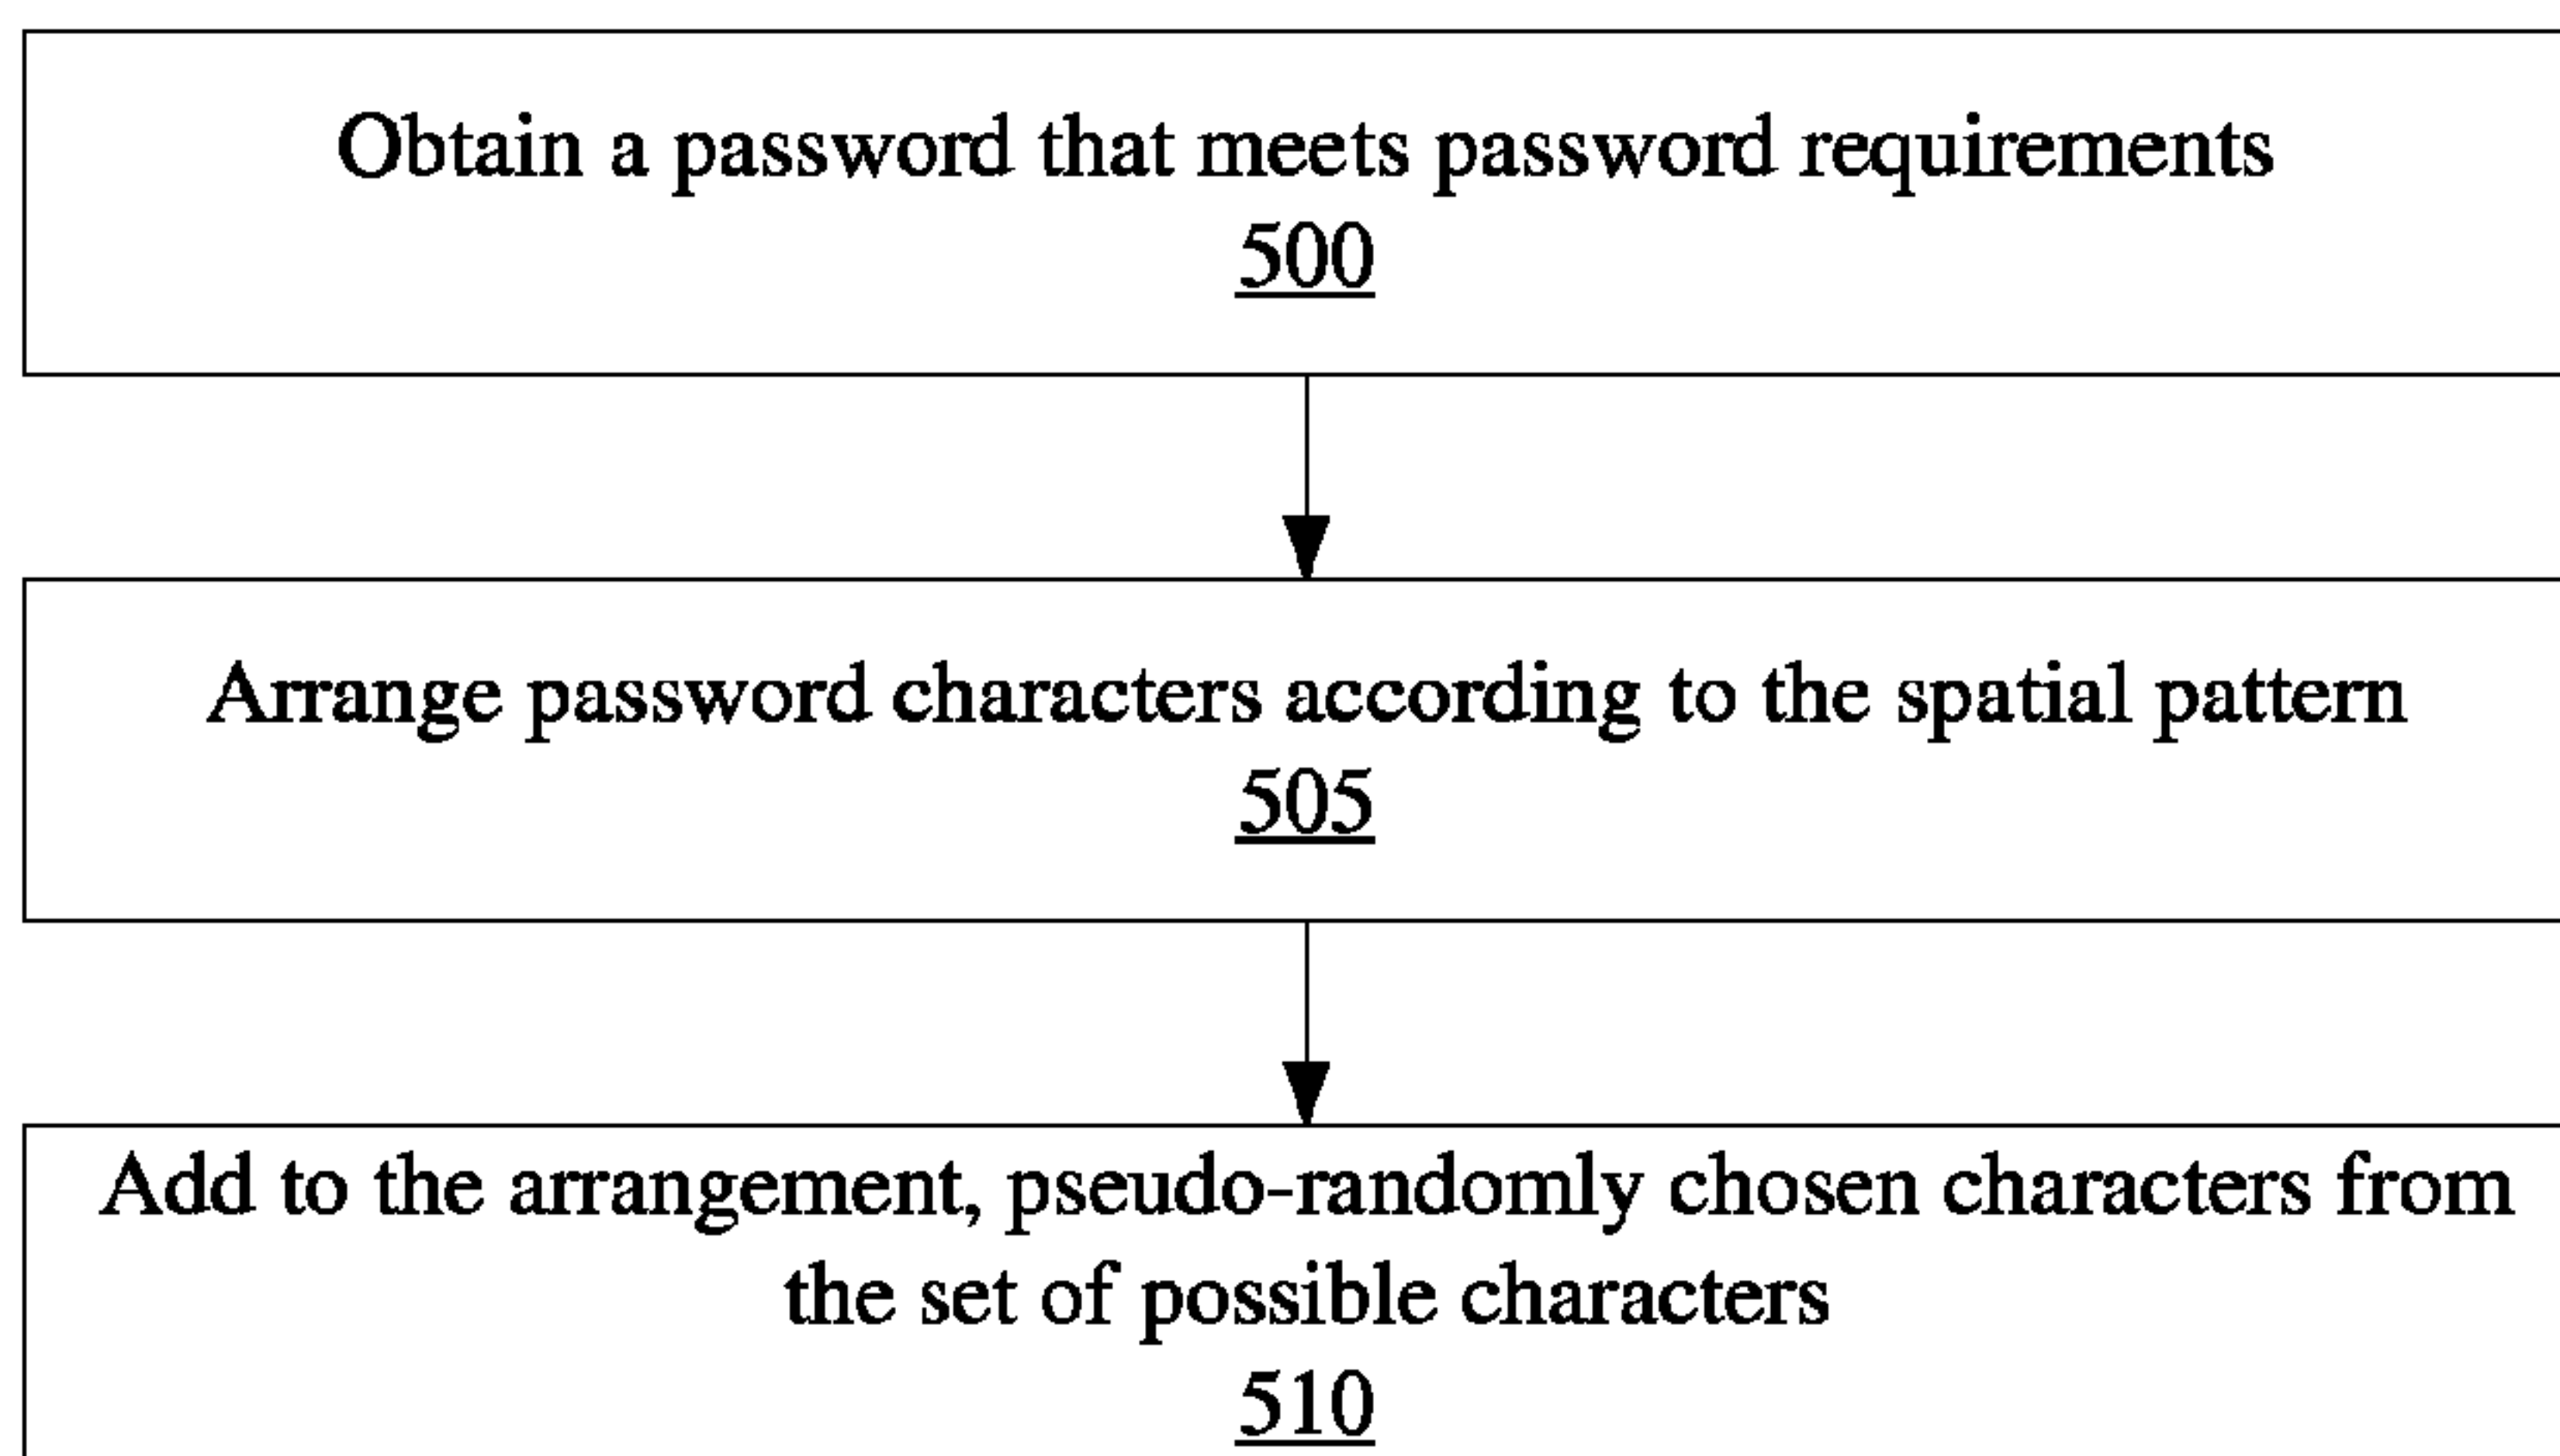 Obtain a password that meets password requirements
500
Arrange password characters according to the spatial pattern
505
Add to the arrangement, pseudo-randomly chosen characters from
the set of possible characters
510